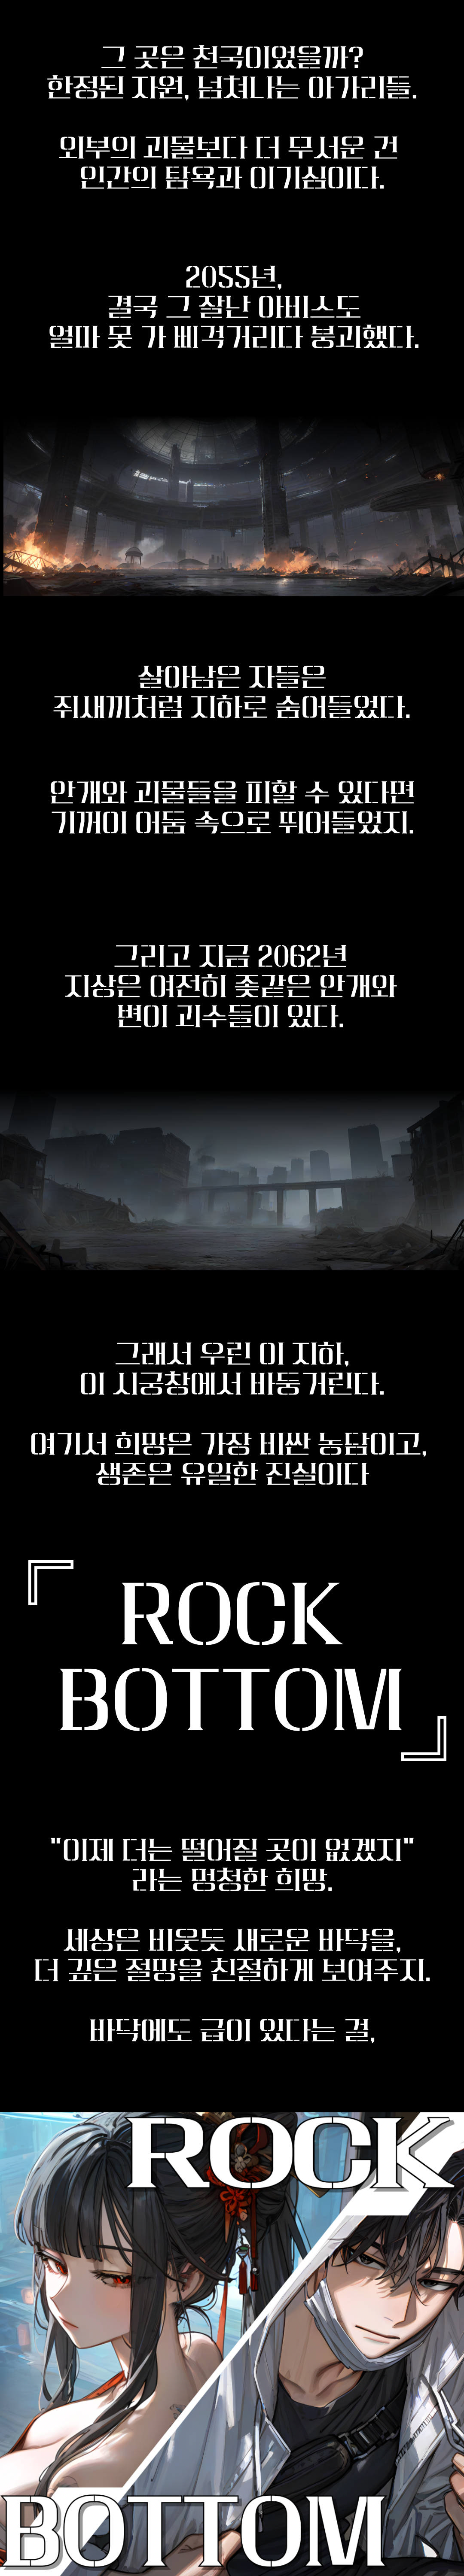 그 곳은 천국이었을까?
한정된 자원, 넘쳐나는 아가리들.
외부의 괴물보다 더 무서운 건
인간의 탐욕과 이기심이다.
2055년,
결국 그 잘난 아비스도
얼마 못 가 삐걱거리다 붕괴했다.
살아남은 자들은
쥐새끼처럼 지하로 숨어들었다.
안개와 괴물들을 피할 수 있다면
기꺼이 어둠 속으로 뛰어들었지.
그리고 지금 2062년
지상은 여전히 좆같은 안개와
변이 괴수들이 있다.
그래서 우린 이 지하,
이 시궁창에서 바둥거린다.
여기서 희망은 가장 비싼 농담이고,
생존은 유일한 진실이다
『ROCK
BOTTOM』
"이제 더는 떨어질 곳이 없겠지"
라는 멍청한 희망.
세상은 비웃듯 새로운 바닥을,
더 깊은 절망을 친절하게 보여주지.
바닥에도 급이 있다는 걸,
ROCK
BOTTOM